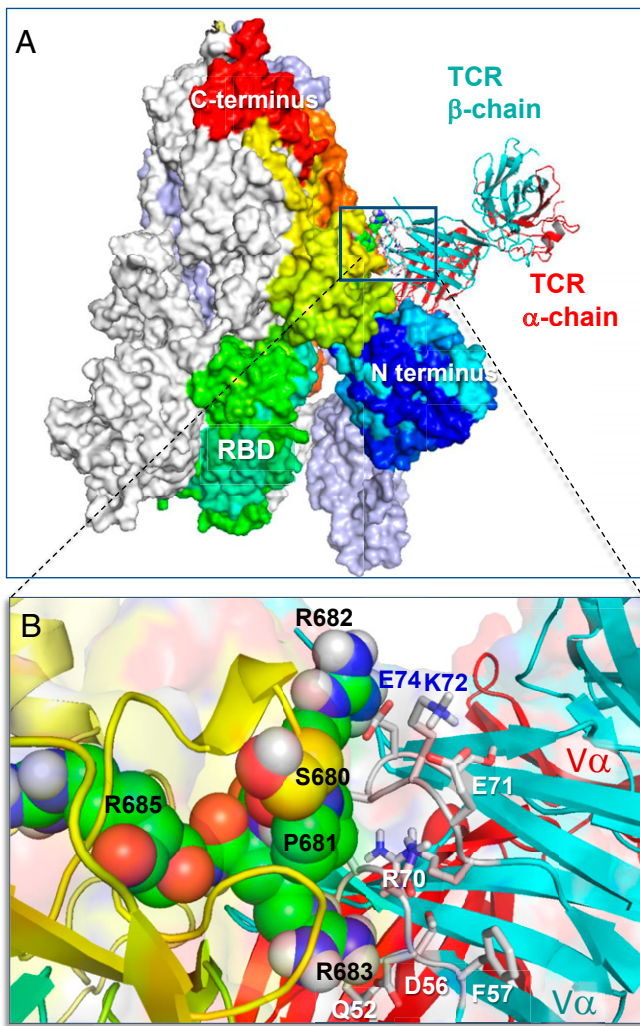 A
C-terminus
TCR
β-chain
TCR
α-chain
N terminus
RBD
B
R682
E74 K72
Vα
S680
E71
R685
P681
R70
R683
D56
F57
Q52
Vα